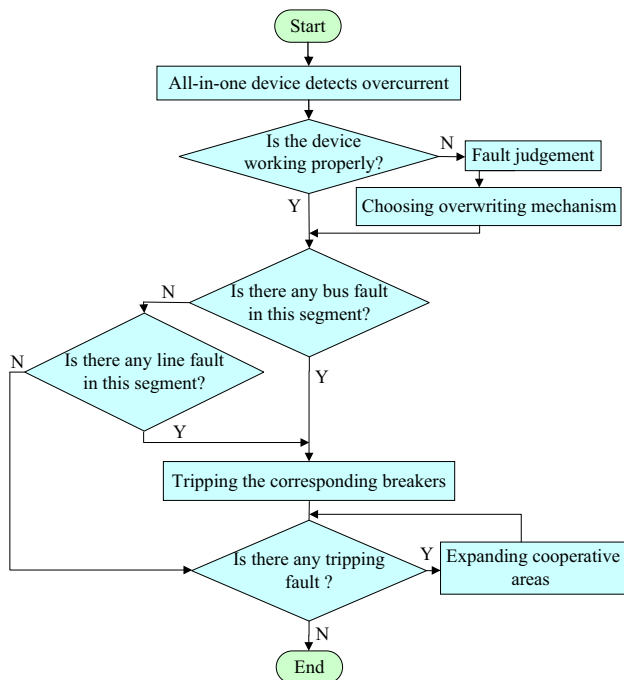 Start
All-in-one device detects overcurrent
Is the device
working properly?
N
Fault judgement
Y
Choosing overwriting mechanism
Is there any bus fault
in this segment?
N
Is there any line fault
in this segment?
N
Y
Y
Tripping the corresponding breakers
Is there any tripping
fault ?
Y
Expanding cooperative
areas
N
End